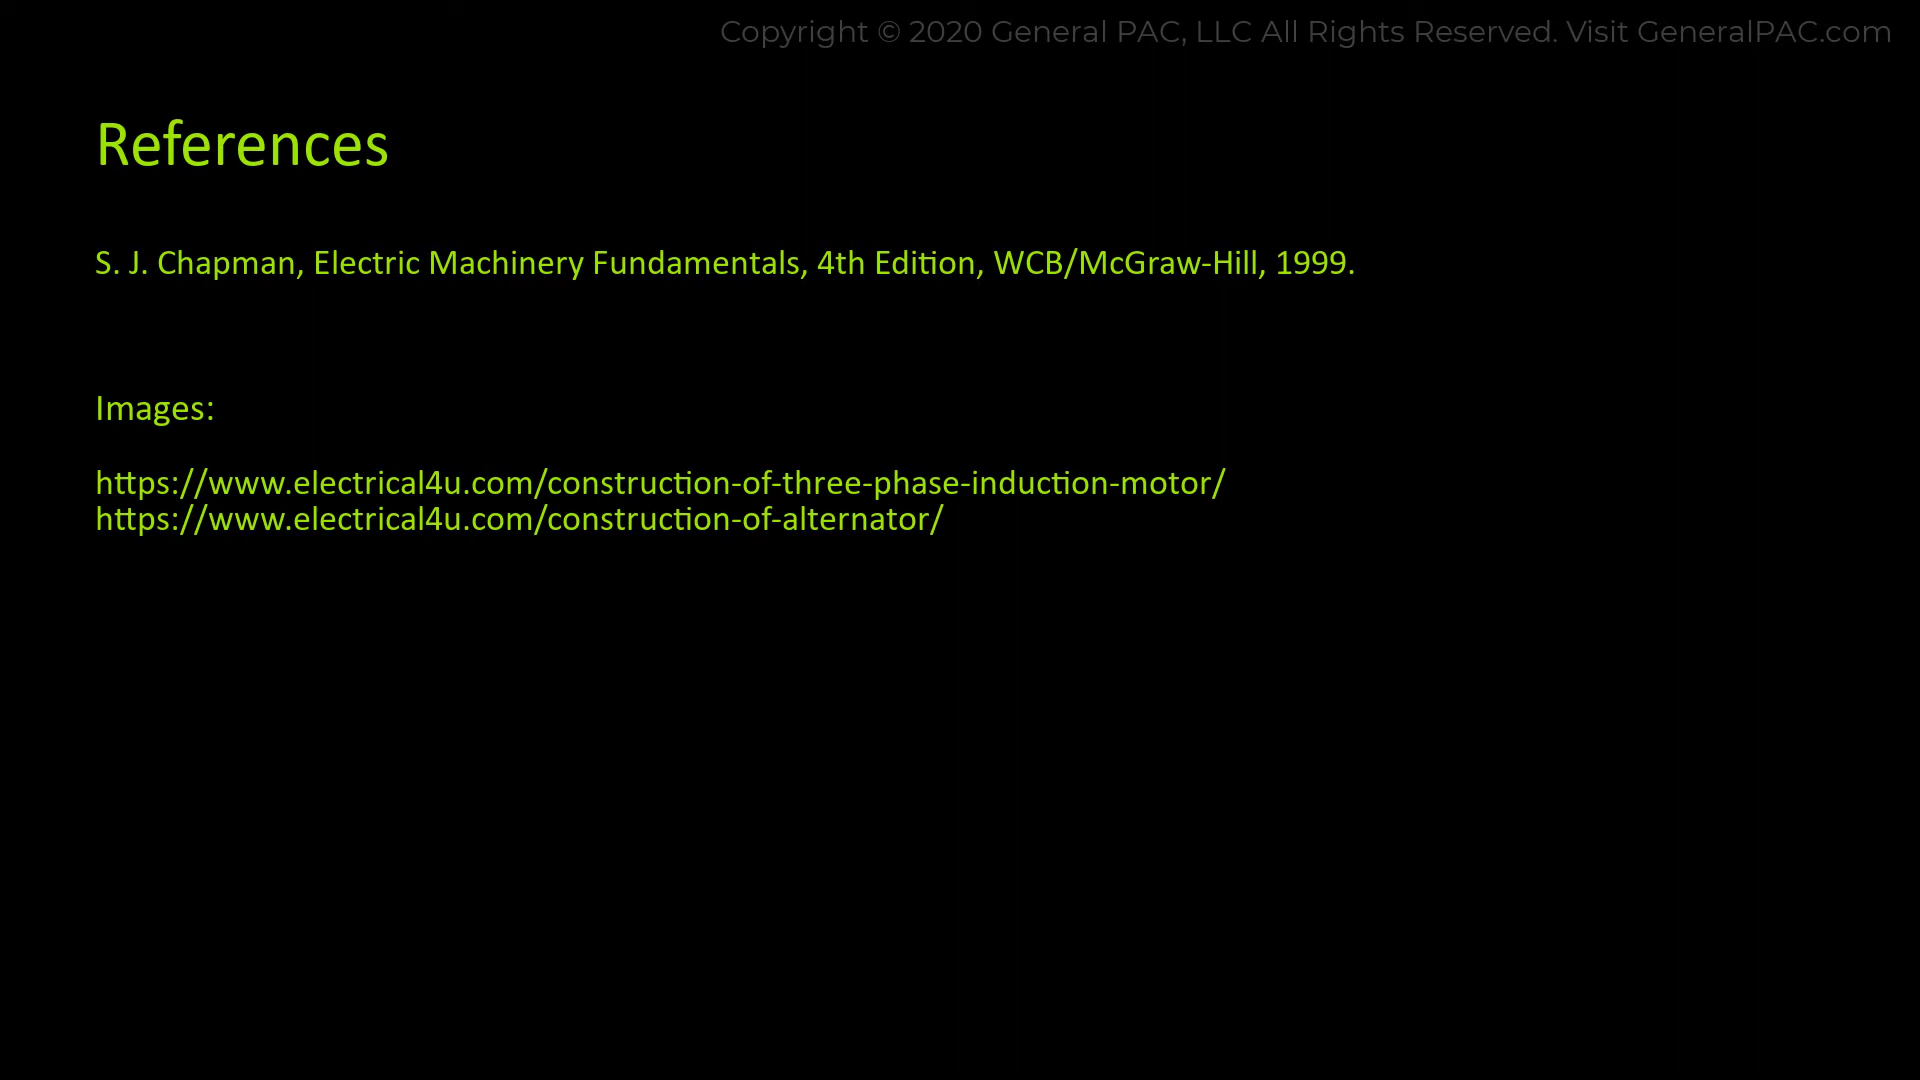 Copyright © 2020 General PAC, LLC All Rights Reserved. Visit GeneralPAC.com
References
S. J. Chapman, Electric Machinery Fundamentals, 4th Edition, WCB/McGraw-Hill, 1999.
Images:
https://www.electrical4u.com/construction-of-three-phase-induction-motor/
https://www.electrical4u.com/construction-of-alternator/